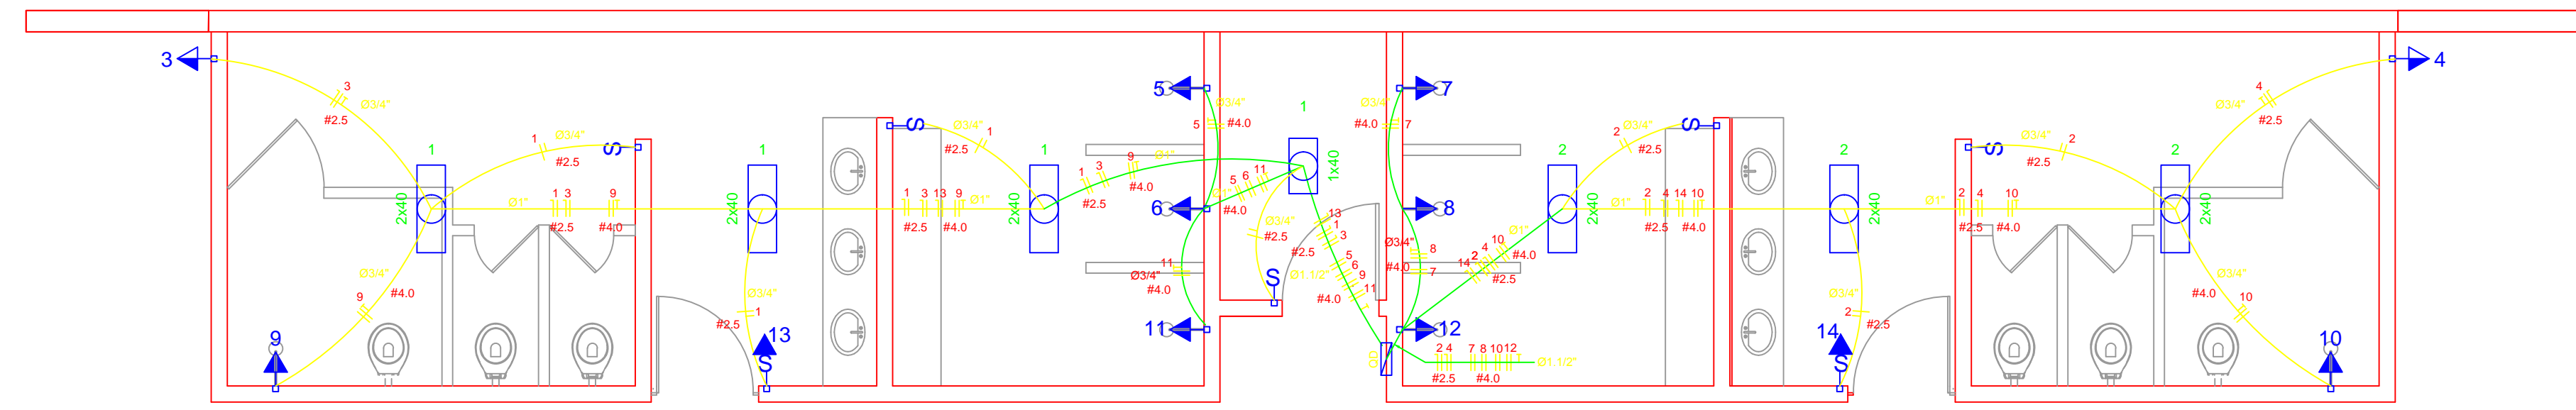 3
3
Ø3/4"
#2.5
1
Ø3/4"
#2.5
S
1
2x40
Ø1"
1 3
9
#2.5
#4.0
Ø3/4"
#4.0
9
9
1
2x40
Ø3/4"
1
#2.5
13
S
S
Ø3/4"
1
#2.5
1 3 13 9
Ø1"
#2.5 #4.0
1
2x40
1 3 9
Ø1"
#4.0
#2.5
5
Ø3/4"
5
#4.0
6
5 6 11
Ø1"
#4.0
11
Ø3/4"
#4.0
11
1
1x40
Ø3/4"
#2.5
S
13
1
3
#2.5
Ø1.1/2"
5
6
9
11
#4.0
QD
7
Ø3/4"
#4.0
7
8
Ø3/4"
8
#4.0
7
12
2 4 7 8 10 12
Ø1.1/2"
#2.5 #4.0
14 2 4 10
Ø1"
#4.0
#2.5
2
2x40
2
Ø3/4"
#2.5
S
Ø1"
2 4 14 10
#2.5 #4.0
2
2x40
Ø3/4"
2
#2.5
14
S
Ø1"
2 4 10
#2.5 #4.0
S
Ø3/4"
2
#2.5
2
2x40
4
Ø3/4"
#2.5
4
Ø3/4"
#4.0
10
10